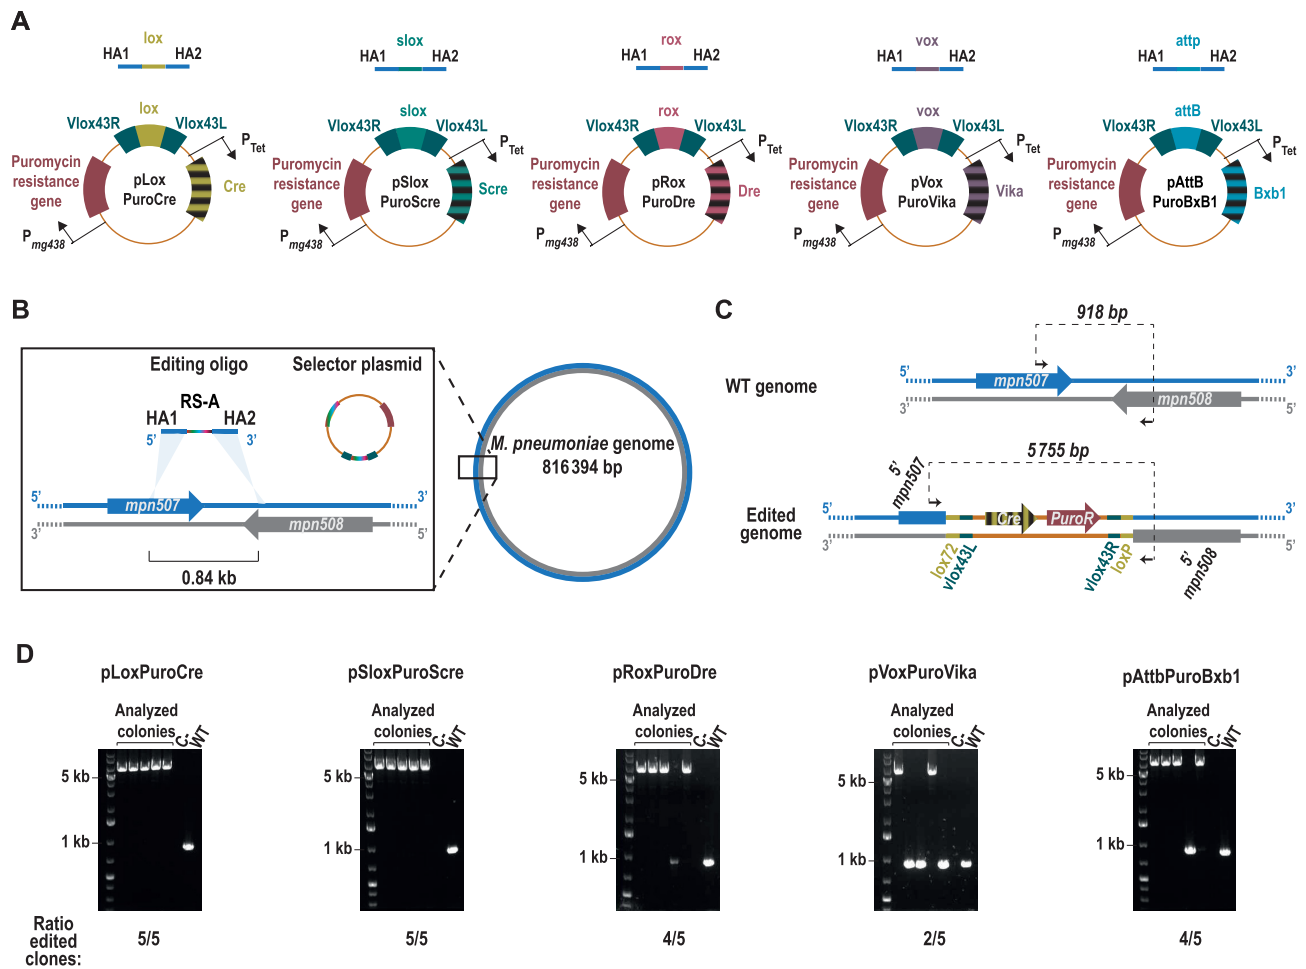 A
lox
HA1 HA2
lox
Vlox43R Vlox43L
PTet
Puromycin
resistance
gene
pLox
PuroCre
Cre
Pmg438
slox
HA1 HA2
slox
Vlox43R Vlox43L
PTet
Puromycin
resistance
gene
pSlox
PuroScre
Scre
Pmg438
rox
HA1 HA2
rox
Vlox43R Vlox43L
PTet
Puromycin
resistance
gene
pRox
PuroDre
Dre
Pmg438
vox
HA1 HA2
vox
Vlox43R Vlox43L
PTet
Puromycin
resistance
gene
pVox
PuroVika
Vika
Pmg438
attp
HA1 HA2
attB
Vlox43R Vlox43L
PTet
Puromycin
resistance
gene
pAttB
PuroBxB1
Bxb1
Pmg438
B
Editing oligo Selector plasmid
RS-A
HA1 HA2
5' 3'
5' mpn507 3'
3' mpn508 5'
0.84 kb
M. pneumoniae genome
816 394 bp
C
918 bp
WT genome
5' mpn507 3'
3' mpn508 5'
5755 bp
5'
mpn507
Edited
genome
5' Cre PuroR 3'
3' 5'
lox72
vlox43L
vlox43R
loxP
5'
mpn508
D
pLoxPuroCre
Analyzed
colonies
C-
WT
5 kb
1 kb
pSloxPuroScre
Analyzed
colonies
C-
WT
5 kb
1 kb
pRoxPuroDre
Analyzed
colonies
C-
WT
5 kb
1 kb
pVoxPuroVika
Analyzed
colonies
C-
WT
5 kb
1 kb
pAttbPuroBxb1
Analyzed
colonies
C-
WT
5 kb
1 kb
Ratio
edited
clones:
5/5 5/5 4/5 2/5 4/5